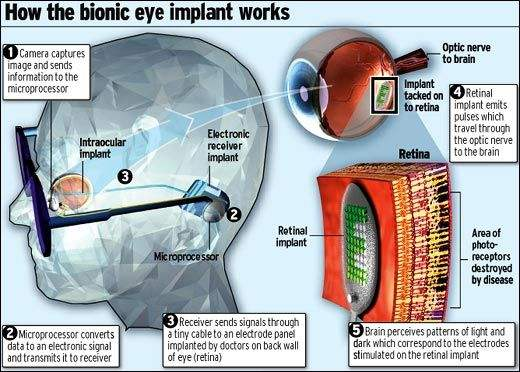 How the bionic eye implant works
1 Camera captures
image and sends
information to the
microprocessor
Intraocular
implant
Electronic
receiver
implant
3
2
Microprocessor
2 Microprocessor converts
data to an electronic signal
and transmits it to receiver
3 Receiver sends signals through
a tiny cable to an electrode panel
implanted by doctors on back wall
of eye (retina)
Optic nerve
to brain
Implant
tacked on
to retina
4 Retinal
implant emits
pulses which
travel through
the optic nerve
to the brain
Retina
Retinal
implant
Area of
photo-
receptors
destroyed
by disease
5 Brain perceives patterns of light and
dark which correspond to the electrodes
stimulated on the retinal implant